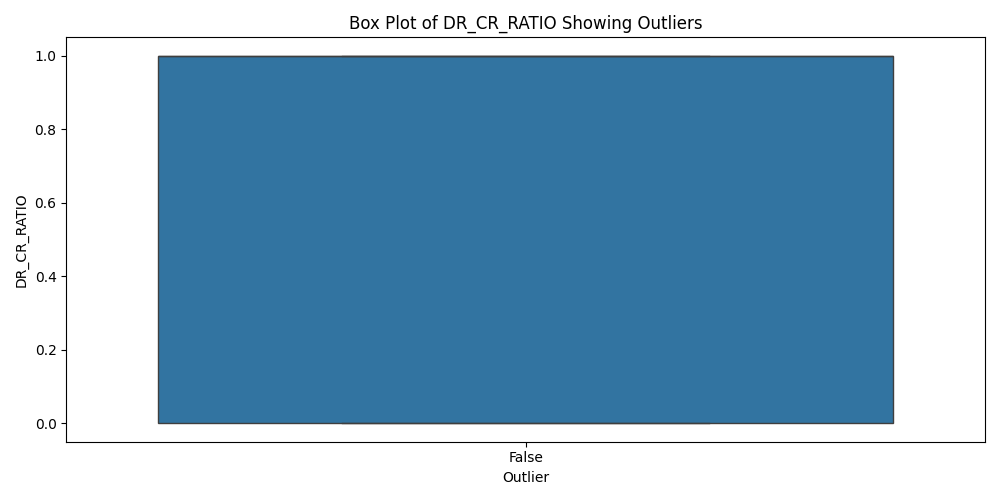 Box Plot of DR_CR_RATIO Showing Outliers
1.0
0.8
0.6
0.4
0.2
0.0
DR_CR_RATIO
False
Outlier